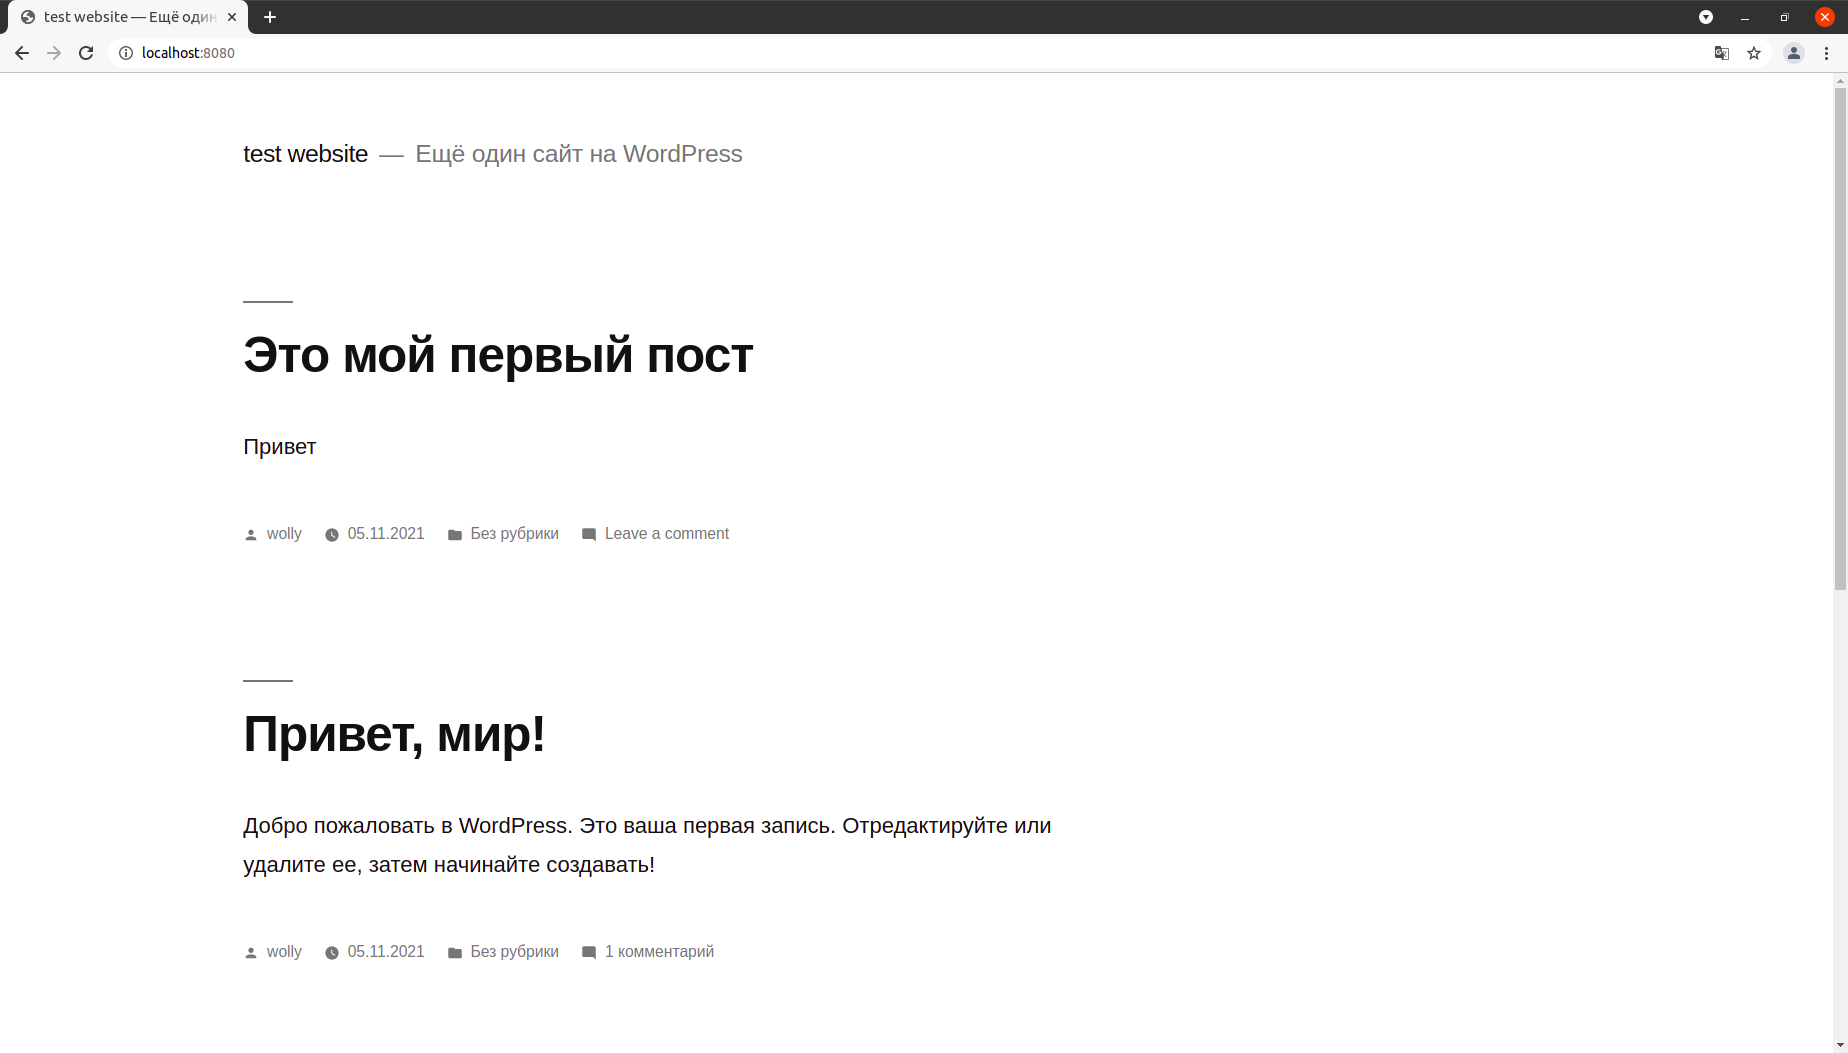 test website — Ещё один
localhost:8080
test website — Ещё один сайт на WordPress
Это мой первый пост
Привет
wolly 05.11.2021 Без рубрики Leave a comment
Привет, мир!
Добро пожаловать в WordPress. Это ваша первая запись. Отредактируйте или
удалите ее, затем начинайте создавать!
wolly 05.11.2021 Без рубрики 1 комментарий